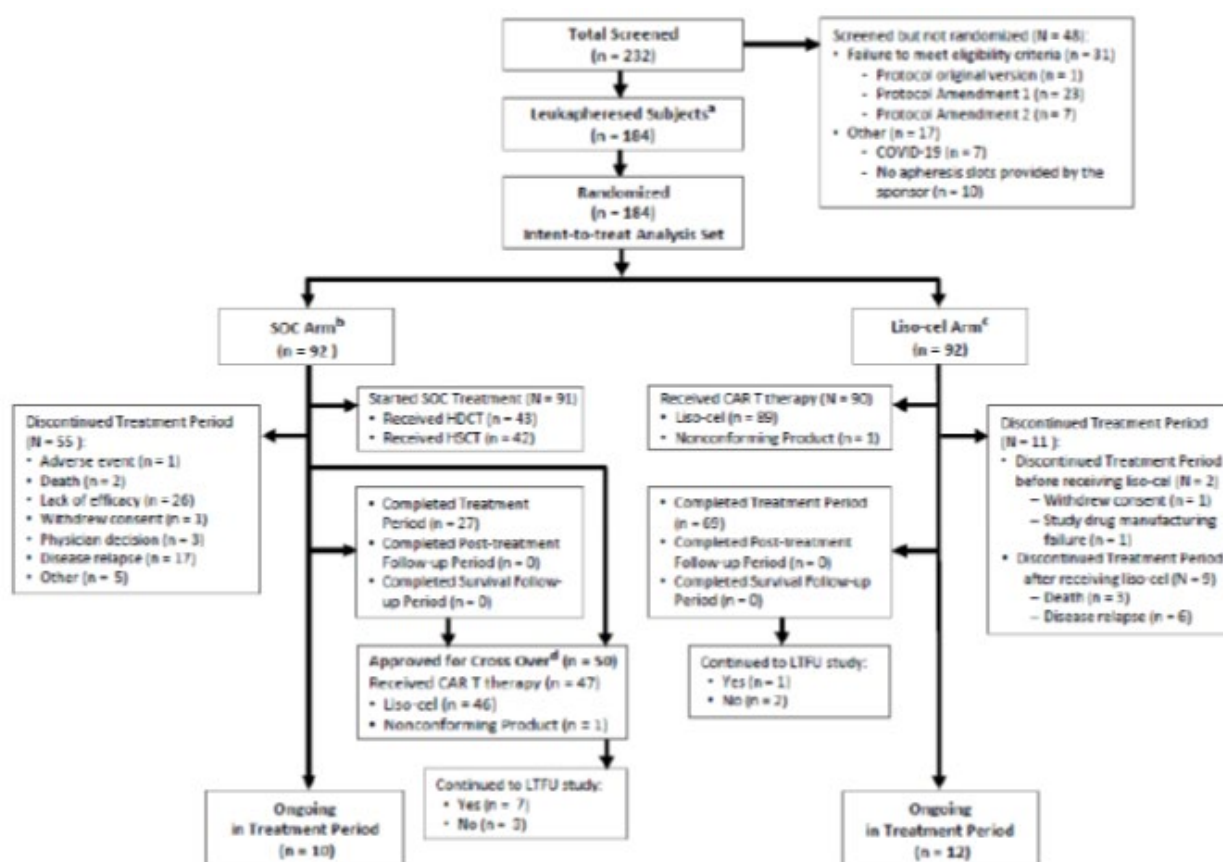 Total Screened
(n = 232)
Screened but not randomized (N = 48):
• Failure to meet eligibility criteria (n = 31)
- Protocol original version (n = 1)
- Protocol Amendment 1 (n = 23)
- Protocol Amendment 2 (n = 7)
• Other (n = 17)
- COVID-19 (n = 7)
- No apheresis slots provided by the
sponsor (n = 10)
Leukapheresed Subjects^a
(n = 184)
Randomized
(n = 184)
Intent-to-treat Analysis Set
SOC Arm^b
(n = 92 )
Liso-cel Arm^c
(n = 92)
Discontinued Treatment Period
(N = 55 ):
• Adverse event (n = 1)
• Death (n = 2)
• Lack of efficacy (n = 26)
• Withdrew consent (n = 1)
• Physician decision (n = 3)
• Disease relapse (n = 17)
• Other (n = 5)
Started SOC Treatment (N = 91)
• Received HDCT (n = 43)
• Received HSCT (n = 42)
• Completed Treatment
Period (n = 27)
• Completed Post-treatment
Follow-up Period (n = 0)
• Completed Survival Follow-
up Period (n = 0)
Approved for Cross Over^d (n = 50)
Received CAR T therapy (n = 47)
• Liso-cel (n = 46)
• Nonconforming Product (n = 1)
Continued to LTFU study:
• Yes (n = 7)
• No (n = 3)
Ongoing
in Treatment Period
(n = 10)
Received CAR T therapy (N = 90)
• Liso-cel (n = 89)
• Nonconforming Product (n = 1)
Discontinued Treatment Period
(N = 11 ):
• Discontinued Treatment Period
before receiving liso-cel (N = 2)
– Withdrew consent (n = 1)
– Study drug manufacturing
failure (n = 1)
• Discontinued Treatment Period
after receiving liso-cel (N = 9)
– Death (n = 3)
– Disease relapse (n = 6)
• Completed Treatment Period
(n = 69)
• Completed Post-treatment
Follow-up Period (n = 0)
• Completed Survival Follow-up
Period (n = 0)
Continued to LTFU study:
• Yes (n = 1)
• No (n = 2)
Ongoing
in Treatment Period
(n = 12)